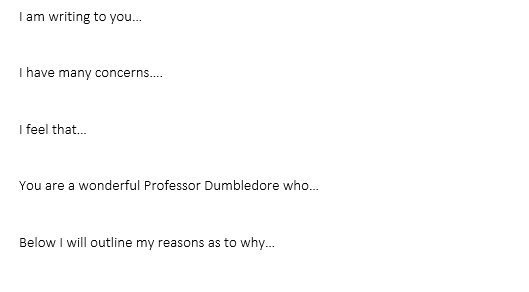 I am writing to you…
I have many concerns….
I feel that…
You are a wonderful Professor Dumbledore who…
Below I will outline my reasons as to why…